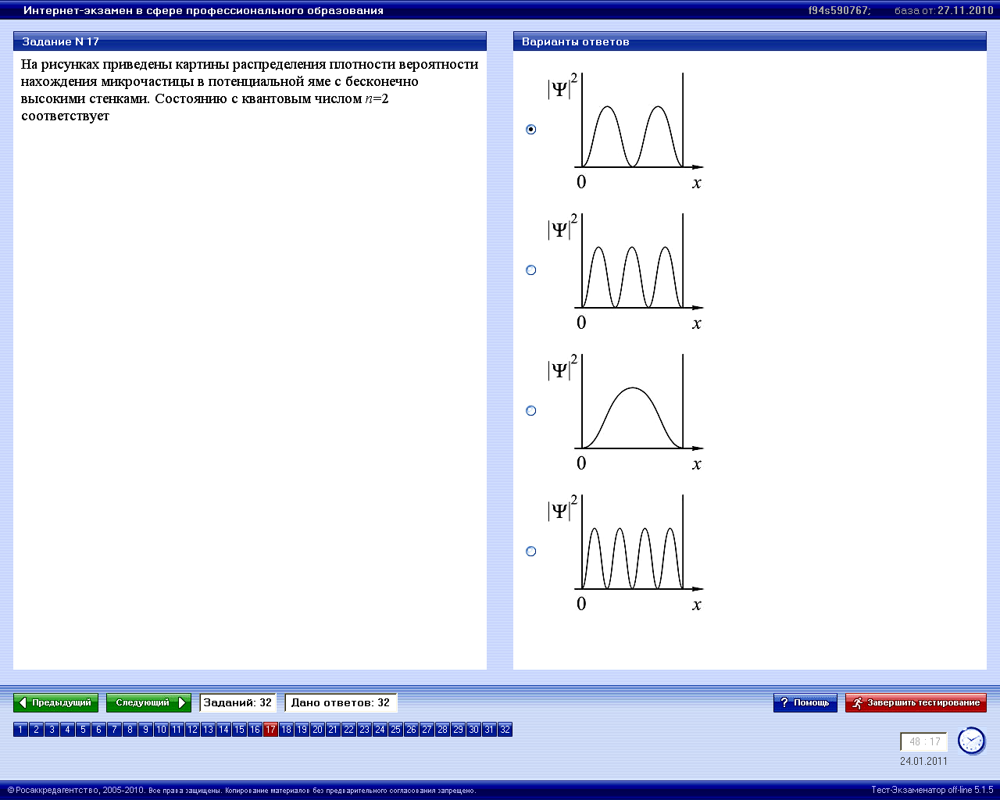 Интернет-экзамен в сфере профессионального образования
f94s590767; база от: 27.11.2010
Задание N 17
На рисунках приведены картины распределения плотности вероятности
нахождения микрочастицы в потенциальной яме с бесконечно
высокими стенками. Состоянию с квантовым числом n=2
соответствует
Варианты ответов
|Ψ|²
0 x
|Ψ|²
0 x
|Ψ|²
0 x
|Ψ|²
0 x
Предыдущий Следующий Заданий: 32 Дано ответов: 32 ? Помощь Завершить тестирование
1 2 3 4 5 6 7 8 9 10 11 12 13 14 15 16 17 18 19 20 21 22 23 24 25 26 27 28 29 30 31 32
48 : 17
24.01.2011
© Росаккредагентство, 2005-2010. Все права защищены. Копирование материалов без предварительного согласования запрещено.
Тест-Экзаменатор off-line 5.1.5